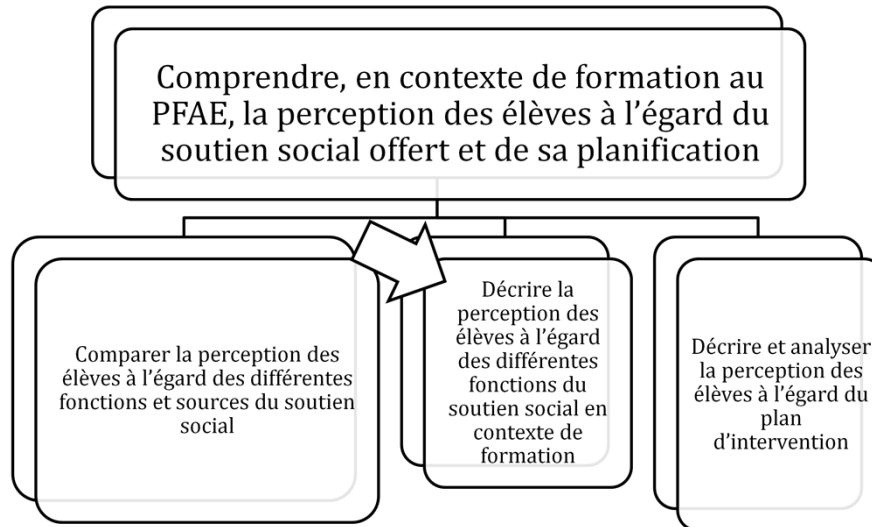 Comprendre, en contexte de formation au
PFAE, la perception des élèves à l’égard du
soutien social offert et de sa planification
Comparer la perception des
élèves à l’égard des différentes
fonctions et sources du soutien
social
Décrire la
perception des
élèves à l’égard
des différentes
fonctions du
soutien social en
contexte de
formation
Décrire et analyser
la perception des
élèves à l’égard du
plan
d’intervention